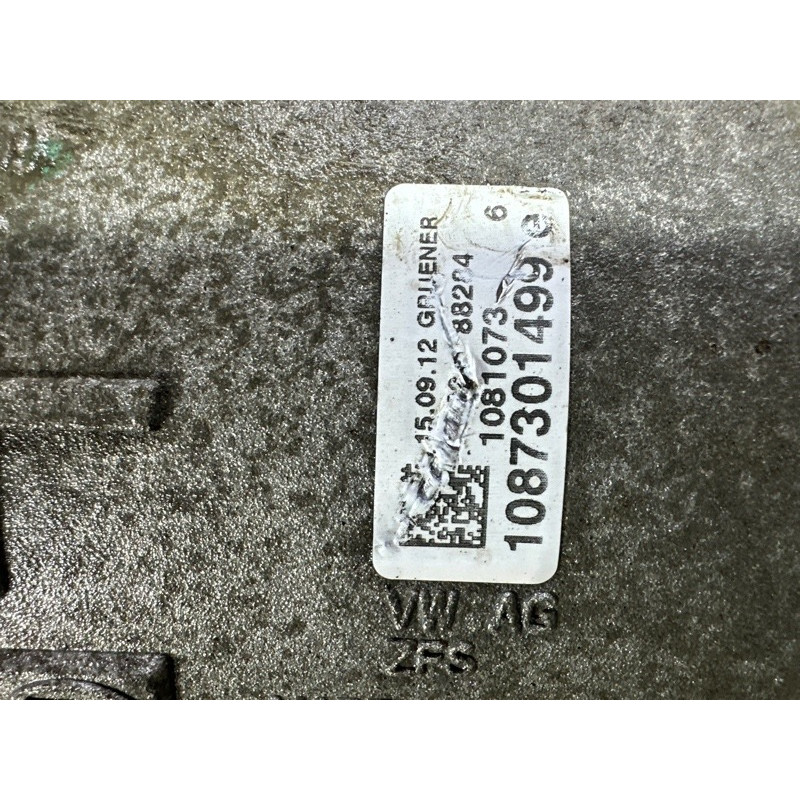 15.09.12 GRUENER
88204
1081073 6
1087301499
VW AG
ZFS